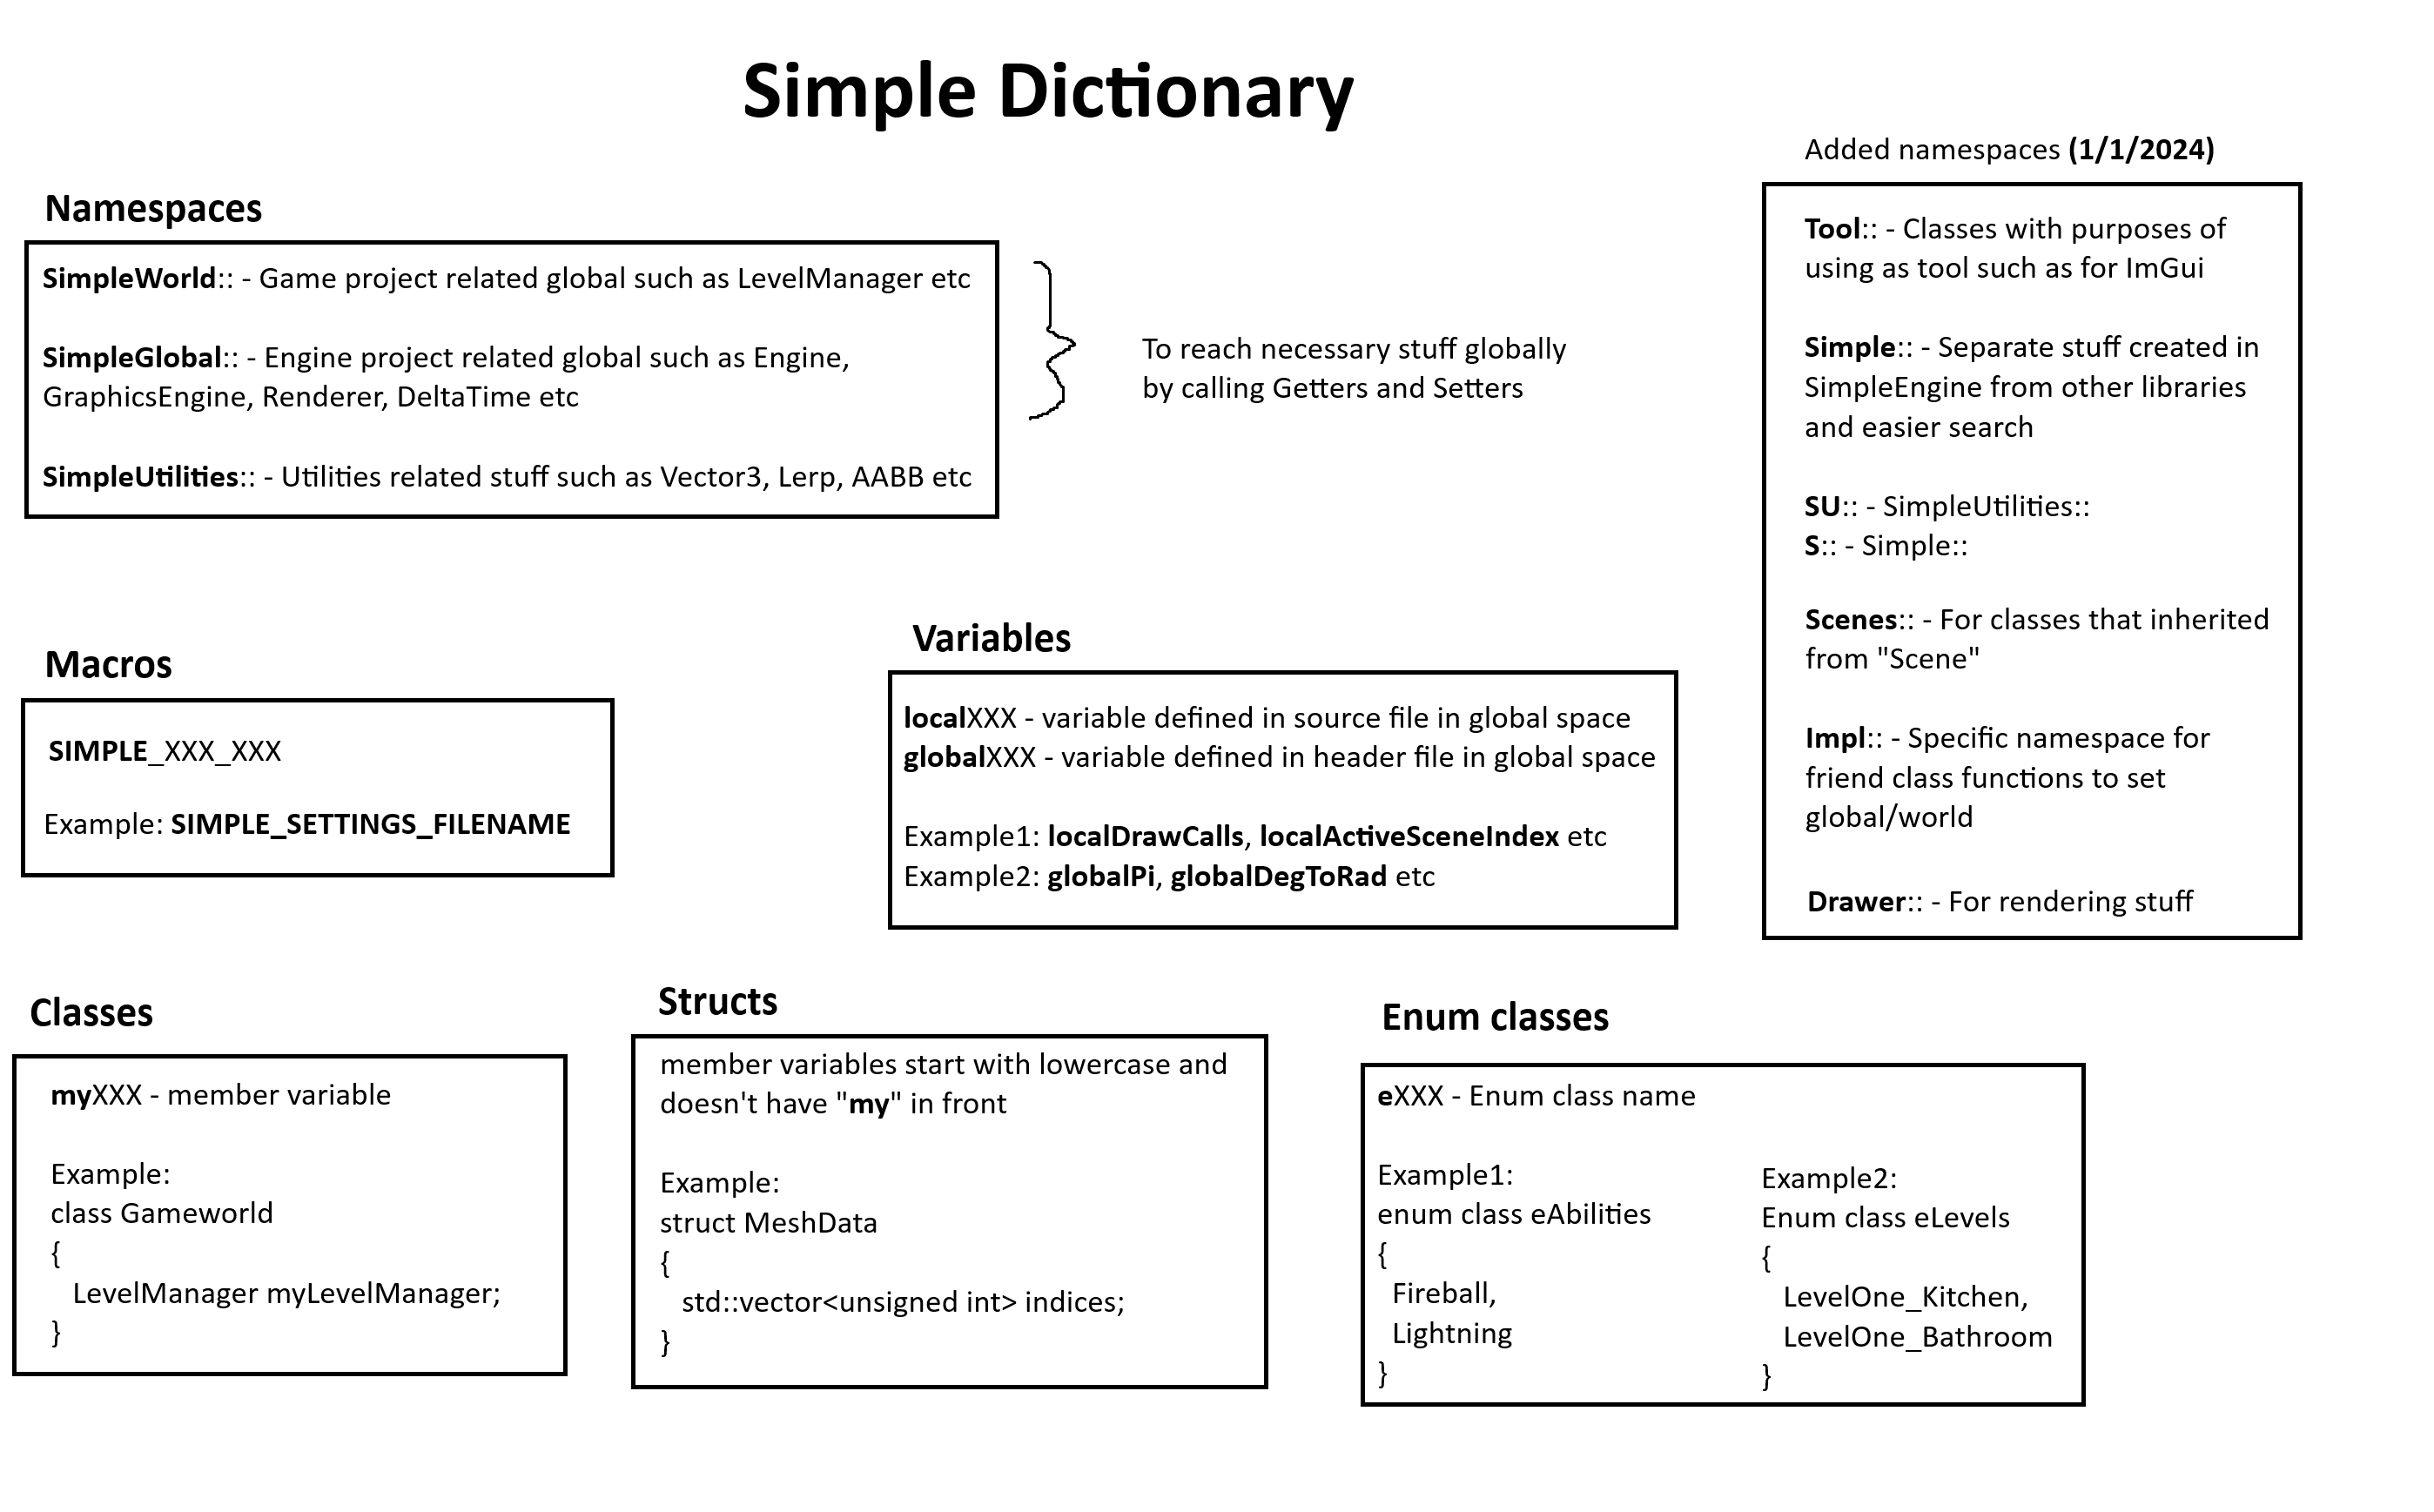 Simple Dictionary
Namespaces
SimpleWorld:: - Game project related global such as LevelManager etc
SimpleGlobal:: - Engine project related global such as Engine,
GraphicsEngine, Renderer, DeltaTime etc
SimpleUtilities:: - Utilities related stuff such as Vector3, Lerp, AABB etc
To reach necessary stuff globally
by calling Getters and Setters
Added namespaces (1/1/2024)
Tool:: - Classes with purposes of
using as tool such as for ImGui
Simple:: - Separate stuff created in
SimpleEngine from other libraries
and easier search
SU:: - SimpleUtilities::
S:: - Simple::
Scenes:: - For classes that inherited
from "Scene"
Impl:: - Specific namespace for
friend class functions to set
global/world
Drawer:: - For rendering stuff
Macros
SIMPLE_XXX_XXX
Example: SIMPLE_SETTINGS_FILENAME
Variables
localXXX - variable defined in source file in global space
globalXXX - variable defined in header file in global space
Example1: localDrawCalls, localActiveSceneIndex etc
Example2: globalPi, globalDegToRad etc
Classes
myXXX - member variable
Example:
class Gameworld
{
LevelManager myLevelManager;
}
Structs
member variables start with lowercase and
doesn't have "my" in front
Example:
struct MeshData
{
std::vector<unsigned int> indices;
}
Enum classes
eXXX - Enum class name
Example1:
enum class eAbilities
{
Fireball,
Lightning
}
Example2:
Enum class eLevels
{
LevelOne_Kitchen,
LevelOne_Bathroom
}